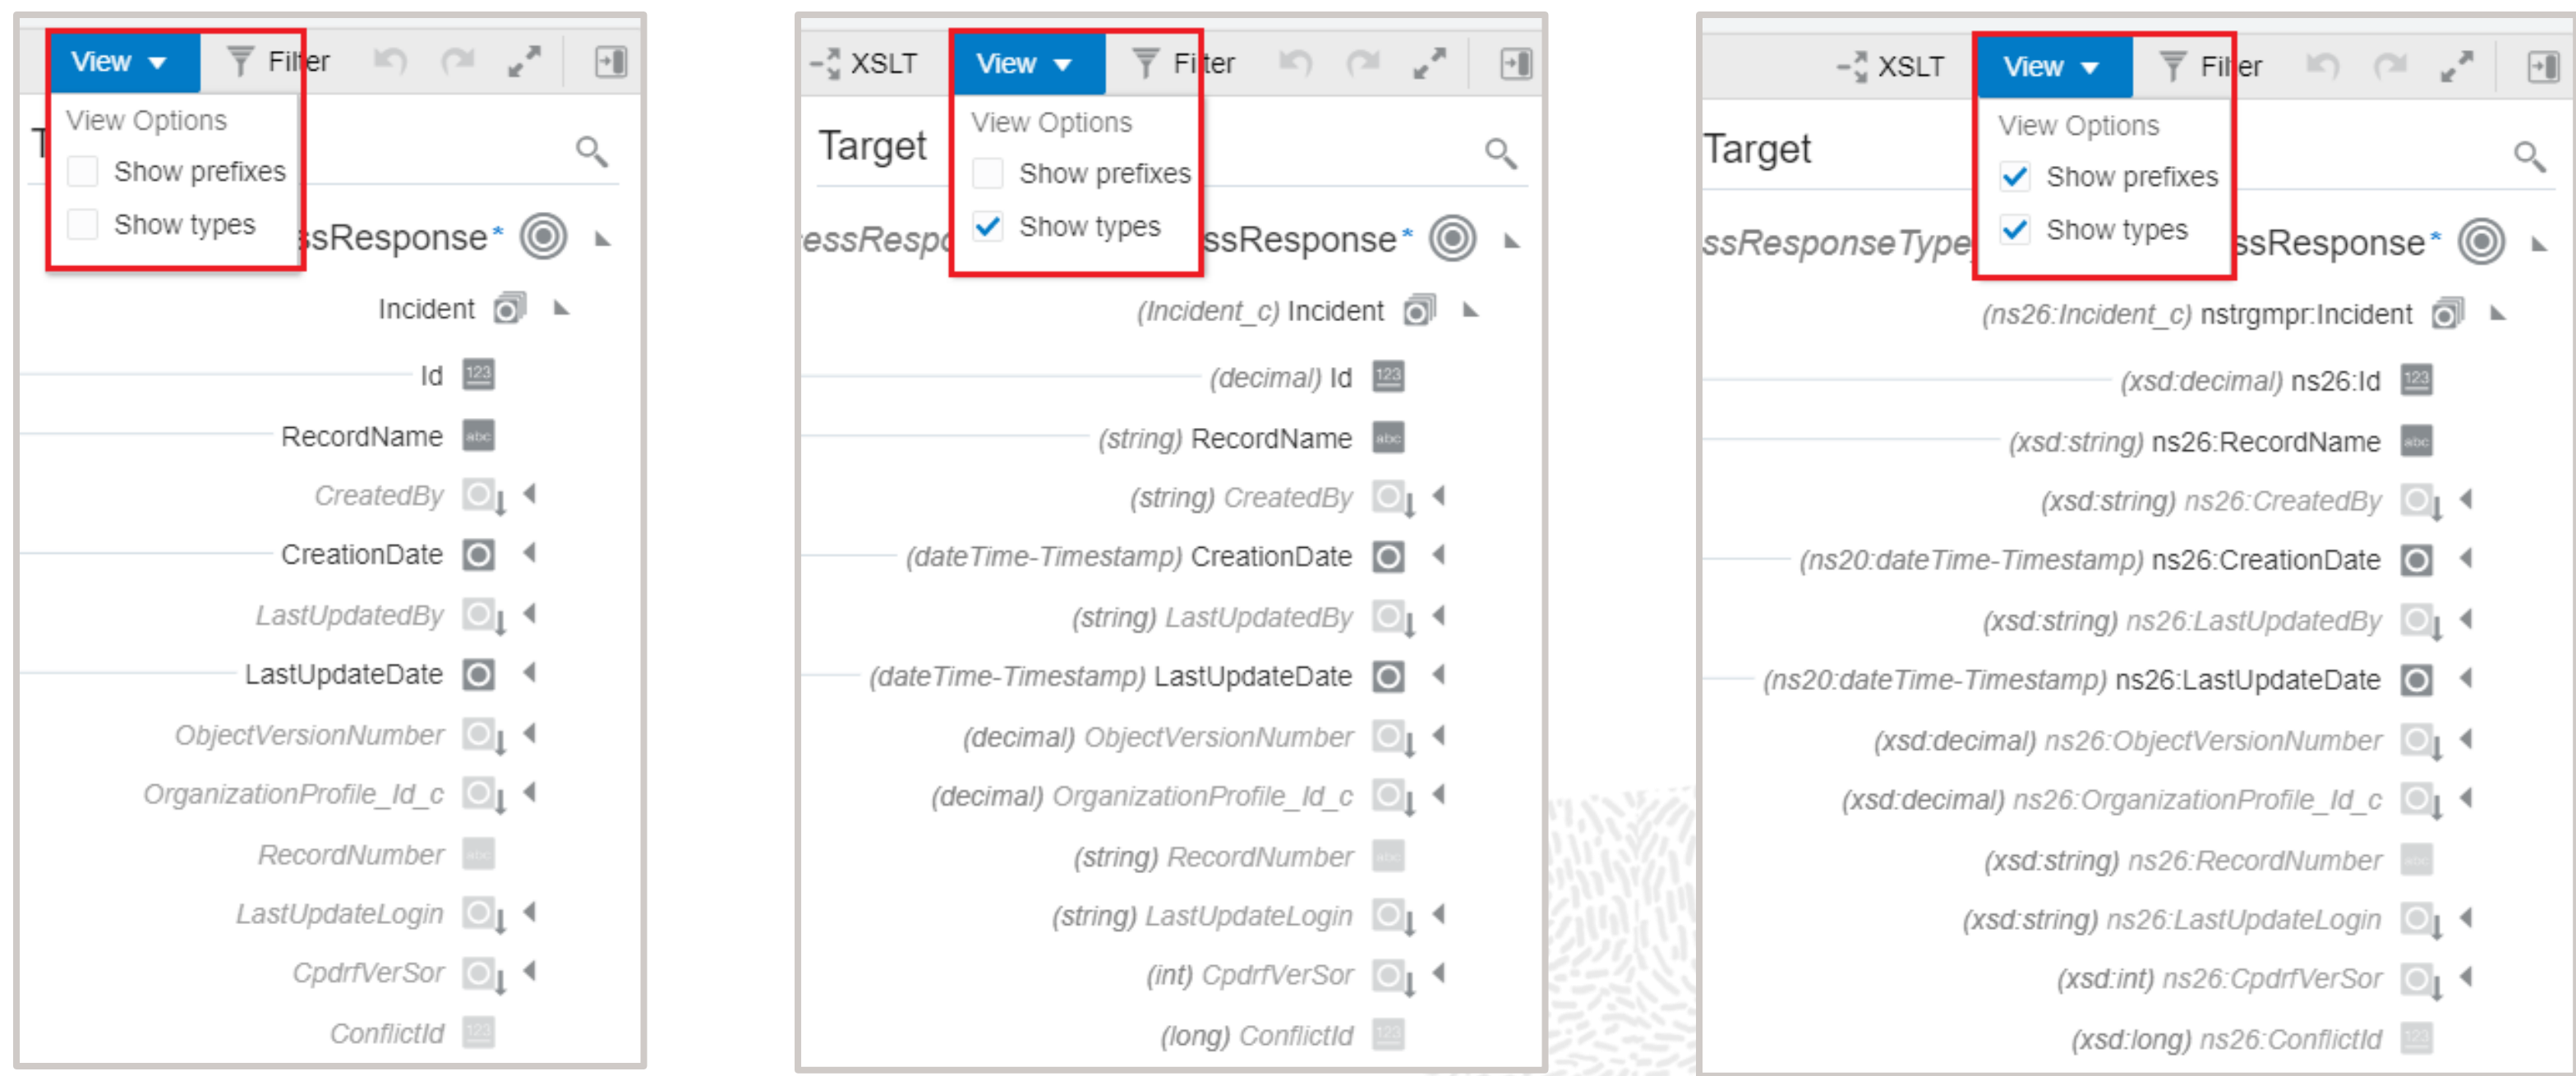 View
Filter
View Options
Show prefixes
Show types
ssResponse*
Incident
Id
RecordName
CreatedBy
CreationDate
LastUpdatedBy
LastUpdateDate
ObjectVersionNumber
OrganizationProfile_Id_c
RecordNumber
LastUpdateLogin
CpdrfVerSor
ConflictId
XSLT View Filter
View Options
Target
Show prefixes
Show types
essRespo ssResponse*
(Incident_c) Incident
(decimal) Id
(string) RecordName
(string) CreatedBy
(dateTime-Timestamp) CreationDate
(string) LastUpdatedBy
(dateTime-Timestamp) LastUpdateDate
(decimal) ObjectVersionNumber
(decimal) OrganizationProfile_Id_c
(string) RecordNumber
(string) LastUpdateLogin
(int) CpdrfVerSor
(long) ConflictId
XSLT View Filter
View Options
Target
Show prefixes
Show types
ssResponseType ssResponse*
(ns26:Incident_c) nstrgmpr:Incident
(xsd:decimal) ns26:Id
(xsd:string) ns26:RecordName
(xsd:string) ns26:CreatedBy
(ns20:dateTime-Timestamp) ns26:CreationDate
(xsd:string) ns26:LastUpdatedBy
(ns20:dateTime-Timestamp) ns26:LastUpdateDate
(xsd:decimal) ns26:ObjectVersionNumber
(xsd:decimal) ns26:OrganizationProfile_Id_c
(xsd:string) ns26:RecordNumber
(xsd:string) ns26:LastUpdateLogin
(xsd:int) ns26:CpdrfVerSor
(xsd:long) ns26:ConflictId